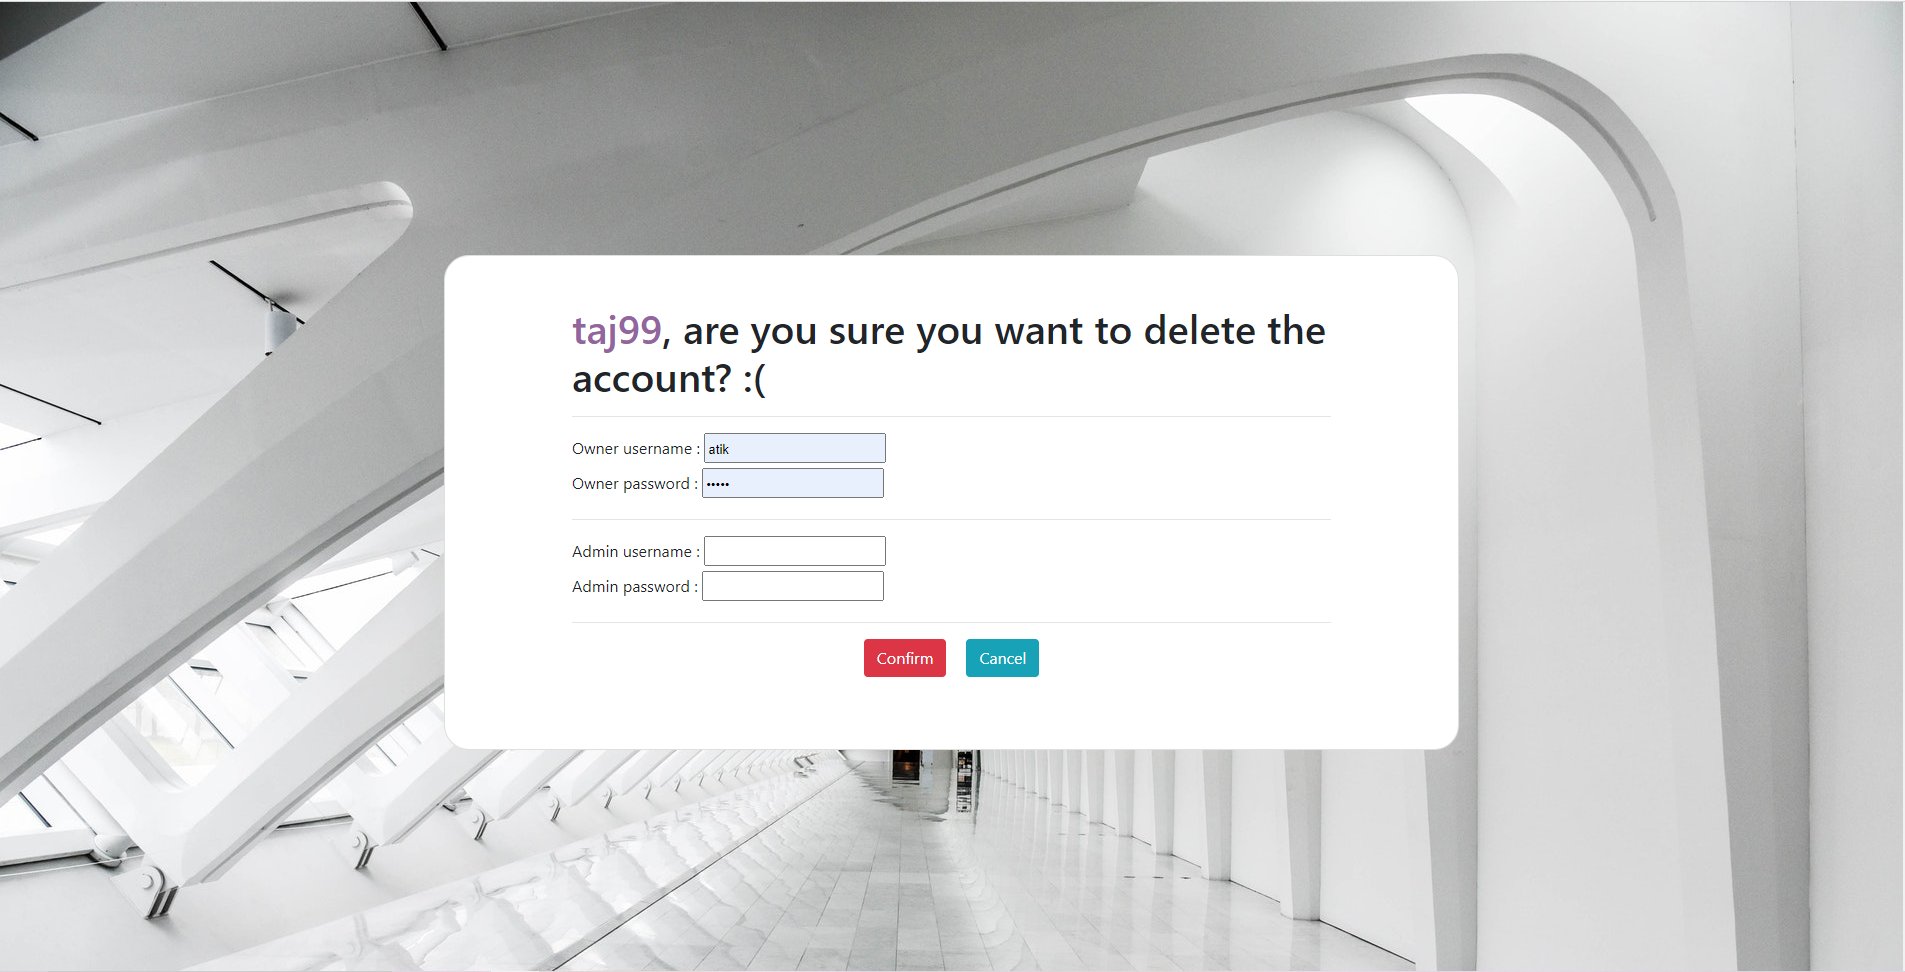 taj99, are you sure you want to delete the
account? :(
Owner username : atik
Owner password : •••••
Admin username :
Admin password :
Confirm Cancel